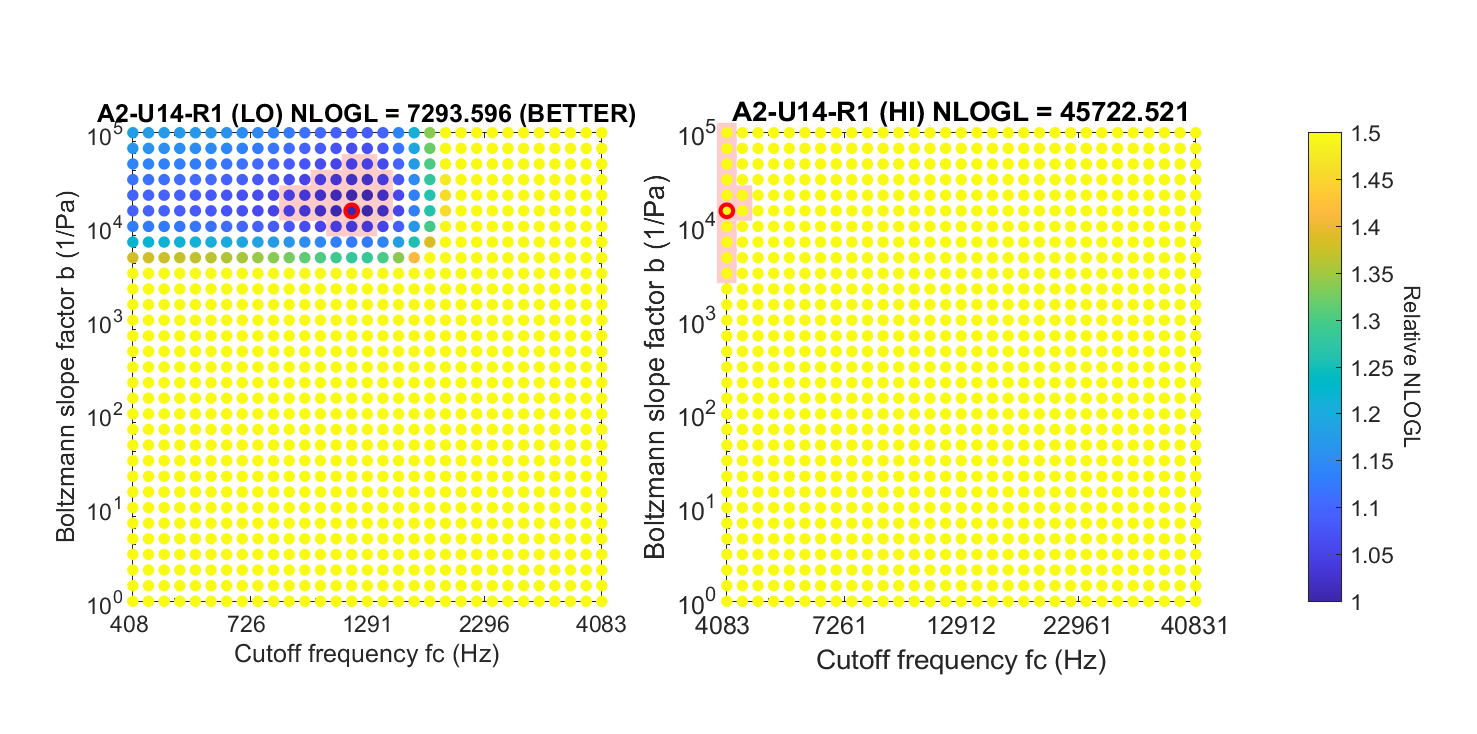 A2-U14-R1 (LO) NLOGL = 7293.596 (BETTER)
10^5
10^4
10^3
10^2
10^1
10^0
Boltzmann slope factor b (1/Pa)
408 726 1291 2296 4083
Cutoff frequency fc (Hz)
A2-U14-R1 (HI) NLOGL = 45722.521
10^5
10^4
10^3
10^2
10^1
10^0
Boltzmann slope factor b (1/Pa)
4083 7261 12912 22961 40831
Cutoff frequency fc (Hz)
1.5
1.45
1.4
1.35
1.3
1.25
1.2
1.15
1.1
1.05
1
Relative NLOGL